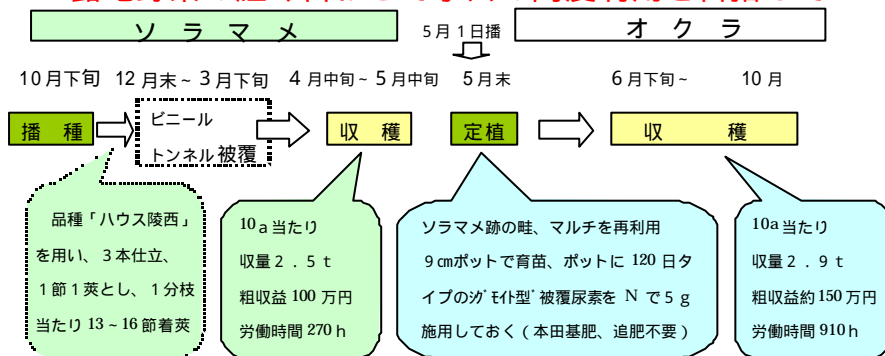 ソラマメ
5月1日播
オクラ
10月下旬 12月末~3月下旬 4月中旬~5月中旬 5月末 6月下旬~ 10月
播種
ビニール
トンネル被覆
収穫
定植
収穫
品種「ハウス陵西」
を用い、3本仕立、
1節1莢とし、1分枝
当たり13~16節着莢
10a当たり
収量2.5t
粗収益100万円
労働時間270h
ソラマメ跡の畦、マルチを再利用
9㎝ポットで育苗、ポットに120日タ
イプのｼｸﾞﾓｲﾄﾞ型被覆尿素をNで5g
施用しておく(本田基肥、追肥不要)
10a当たり
収量2.9t
粗収益約150万円
労働時間910h